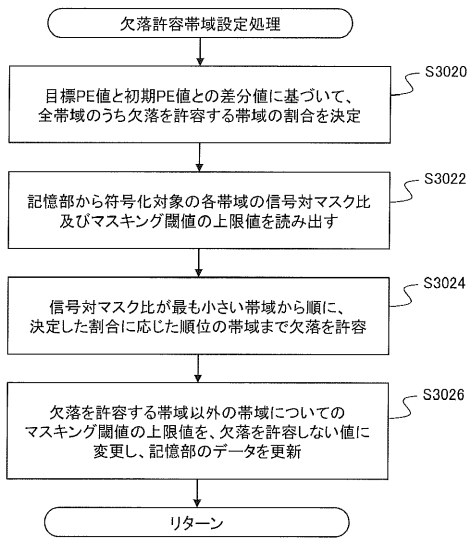 欠落許容帯域設定処理
S3020
目標PE値と初期PE値との差分値に基づいて、
全帯域のうち欠落を許容する帯域の割合を決定
S3022
記憶部から符号化対象の各帯域の信号対マスク比
及びマスキング閾値の上限値を読み出す
S3024
信号対マスク比が最も小さい帯域から順に、
決定した割合に応じた順位の帯域まで欠落を許容
S3026
欠落を許容する帯域以外の帯域についての
マスキング閾値の上限値を、欠落を許容しない値に
変更し、記憶部のデータを更新
リターン